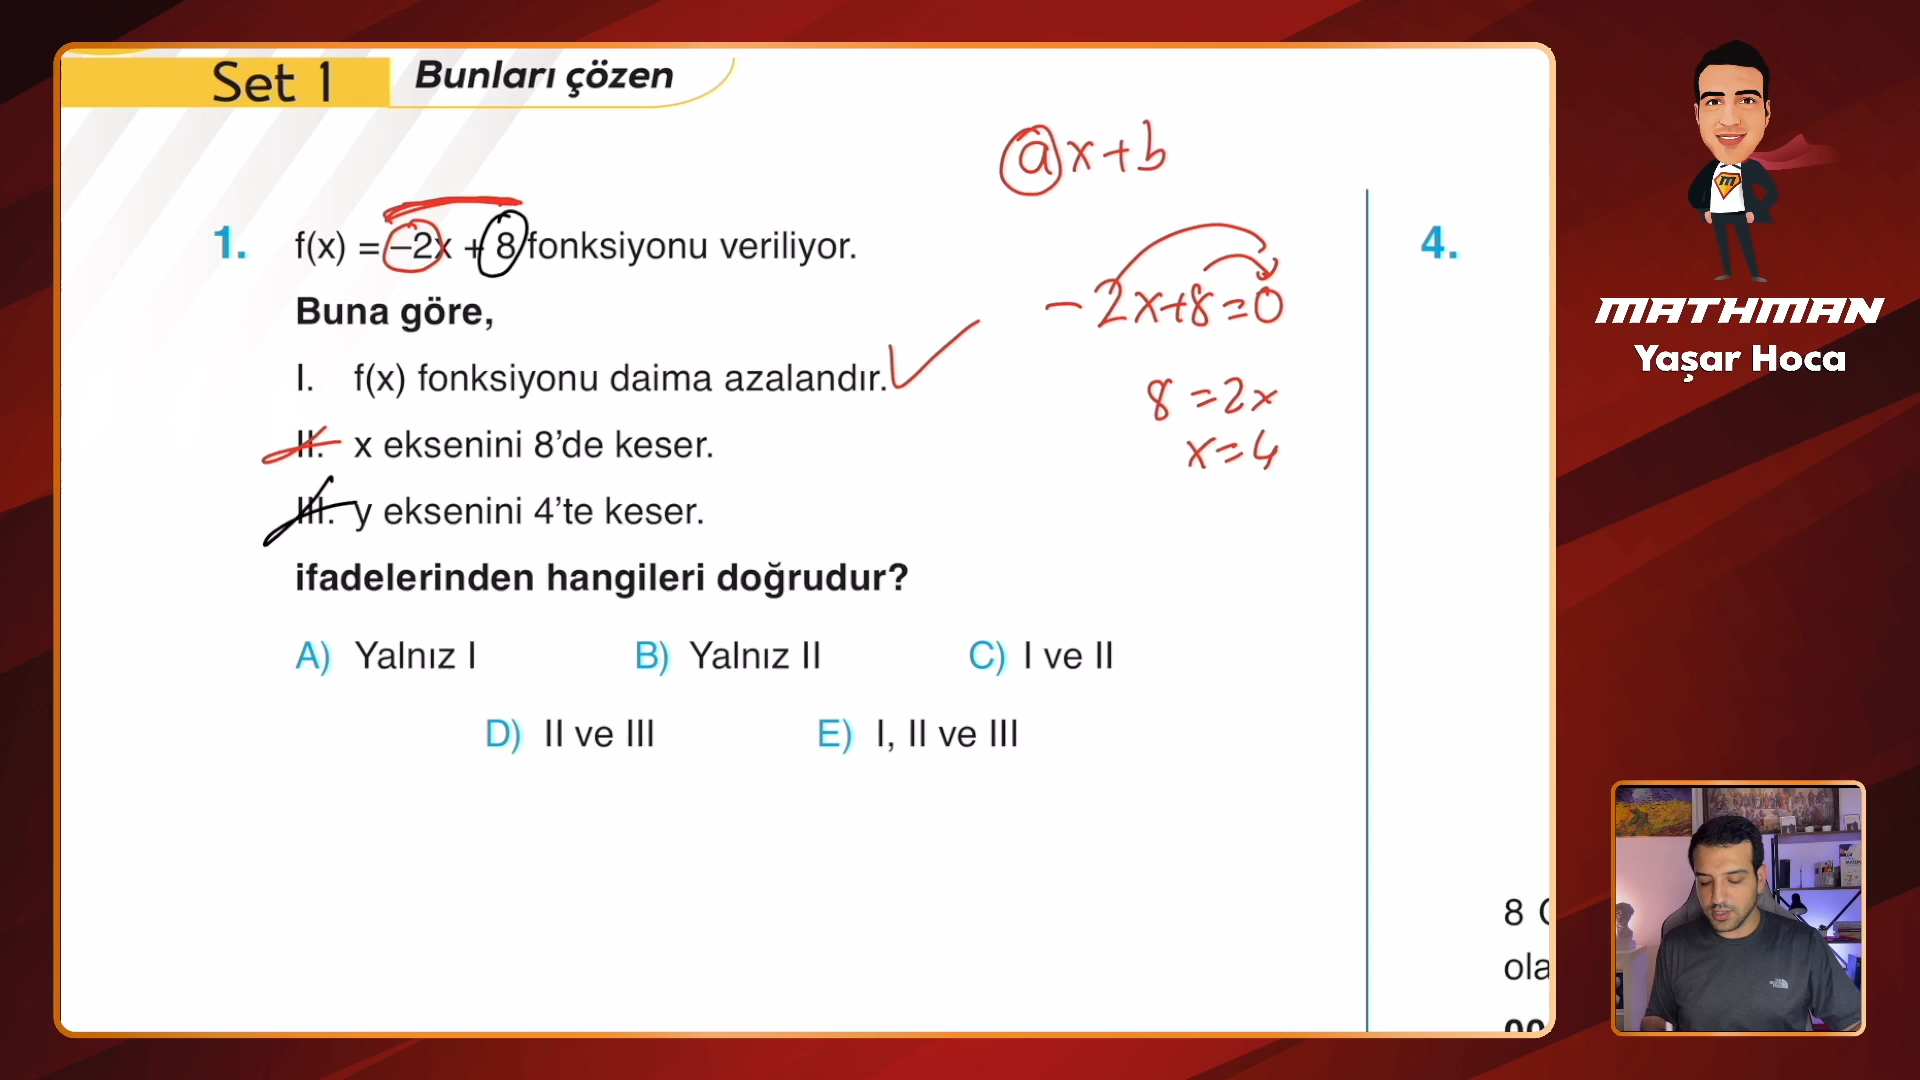 Set 1
Bunları çözen
ax+b
1. f(x) = –2x + 8 fonksiyonu veriliyor.
Buna göre,
I. f(x) fonksiyonu daima azalandır.
II. x eksenini 8’de keser.
III. y eksenini 4’te keser.
ifadelerinden hangileri doğrudur?
A) Yalnız I B) Yalnız II C) I ve II
D) II ve III E) I, II ve III
-2x+8=0
8=2x
x=4
4.
8
ola
MATHMAN
Yaşar Hoca